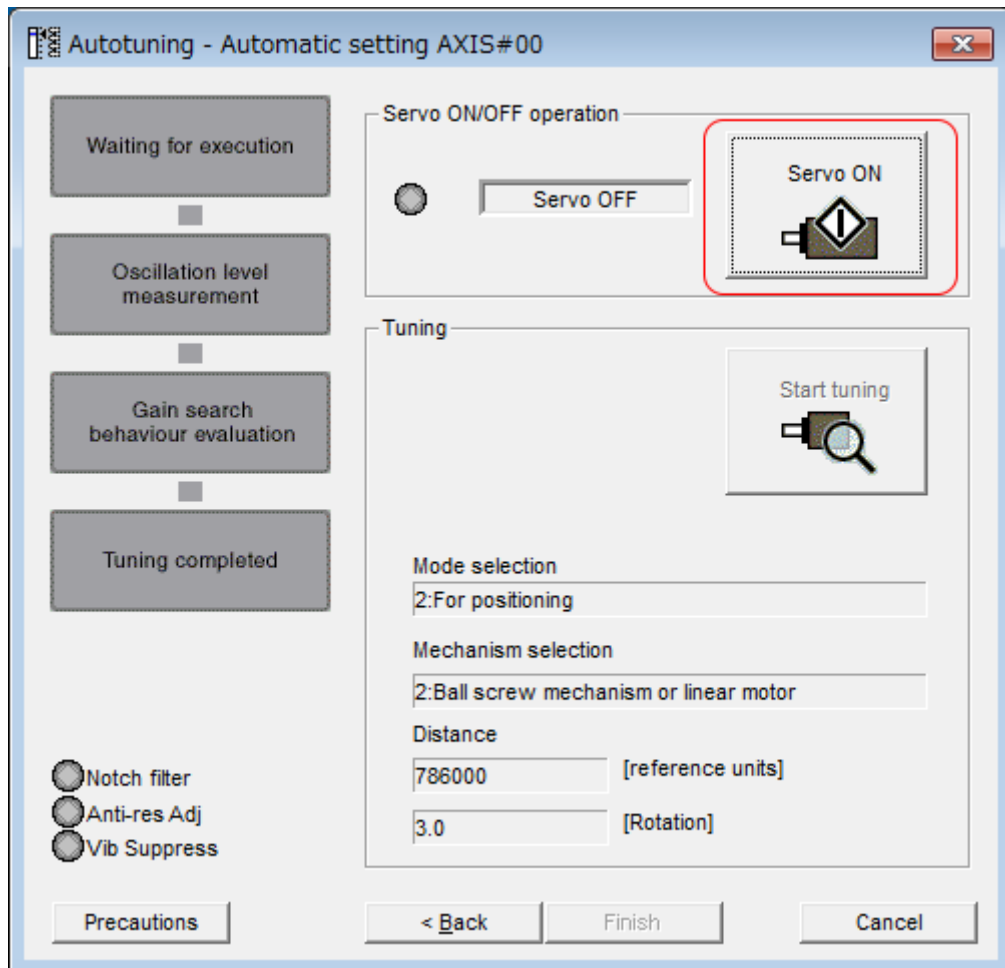 Autotuning - Automatic setting AXIS#00
Waiting for execution
Oscillation level
measurement
Gain search
behaviour evaluation
Tuning completed
Notch filter
Anti-res Adj
Vib Suppress
Servo ON/OFF operation
Servo OFF
Servo ON
Tuning
Start tuning
Mode selection
2:For positioning
Mechanism selection
2:Ball screw mechanism or linear motor
Distance
786000 [reference units]
3.0 [Rotation]
Precautions
< Back
Finish
Cancel